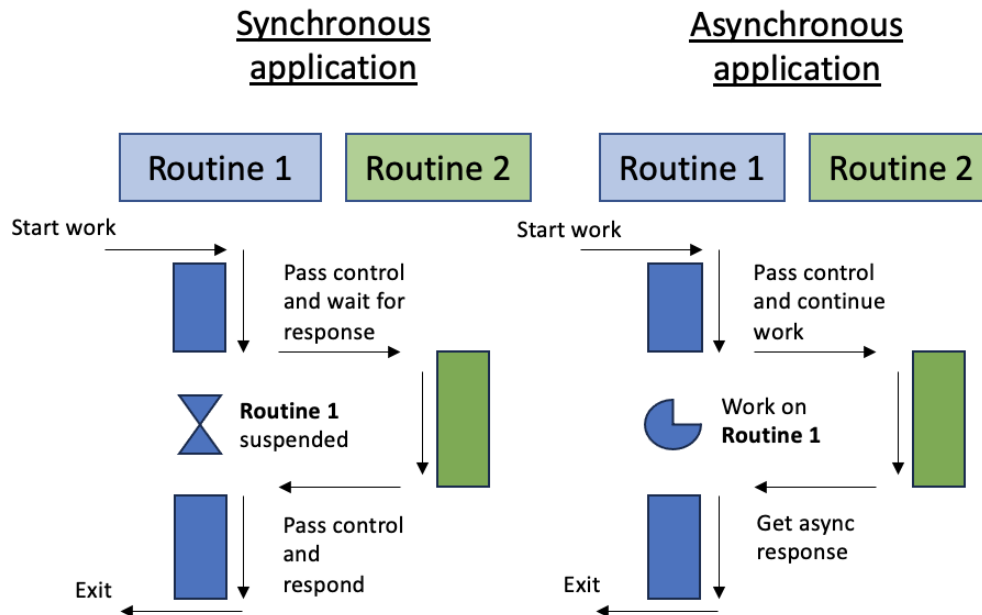 Synchronous
application
Asynchronous
application
Routine 1
Routine 2
Routine 1
Routine 2
Start work
Pass control
and wait for
response
Routine 1
suspended
Pass control
and
respond
Exit
Start work
Pass control
and continue
work
Work on
Routine 1
Get async
response
Exit